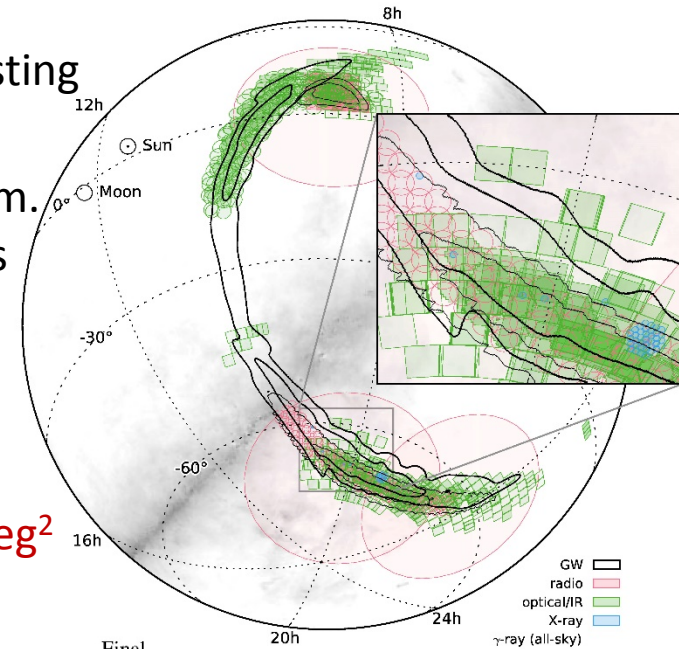 sting
8h
12h
Sun
m.
0°
Moon
s
-30°
-60°
eg²
16h
GW
radio
optical/IR
X-ray
γ-ray (all-sky)
24h
20h